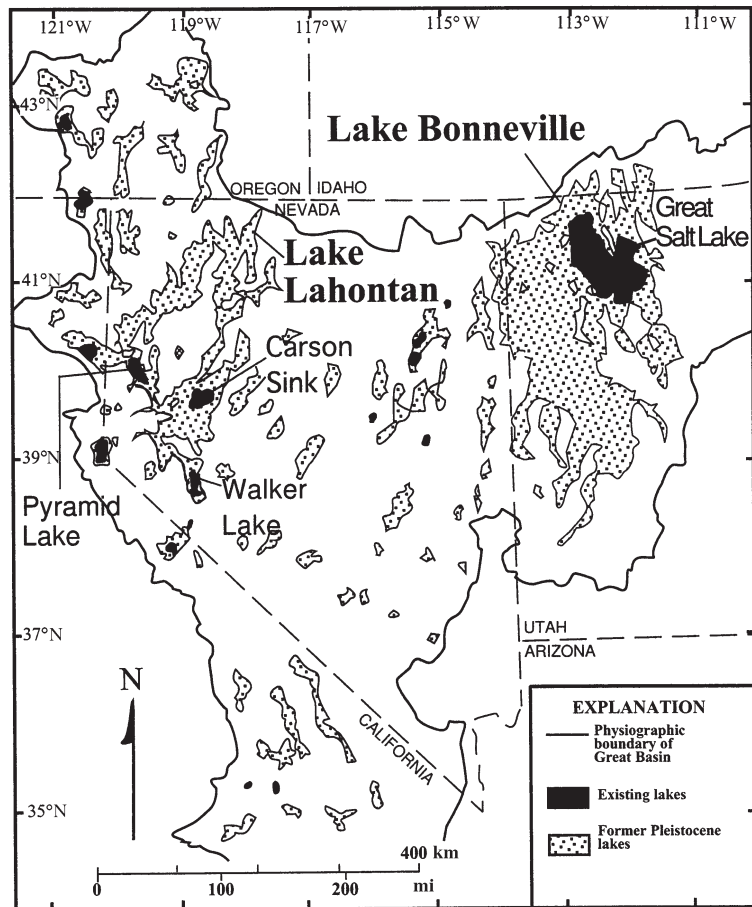 121°W 119°W 117°W 115°W 113°W 111°W
43°N
Lake Bonneville
OREGON IDAHO
NEVADA
Great
Salt Lake
Lake
Lahontan
41°N
Carson
Sink
39°N
Pyramid
Lake
Walker
Lake
37°N
UTAH
ARIZONA
N
CALIFORNIA
EXPLANATION
Physiographic
boundary of
Great Basin
Existing lakes
Former Pleistocene
lakes
35°N
400 km
0 100 200
mi